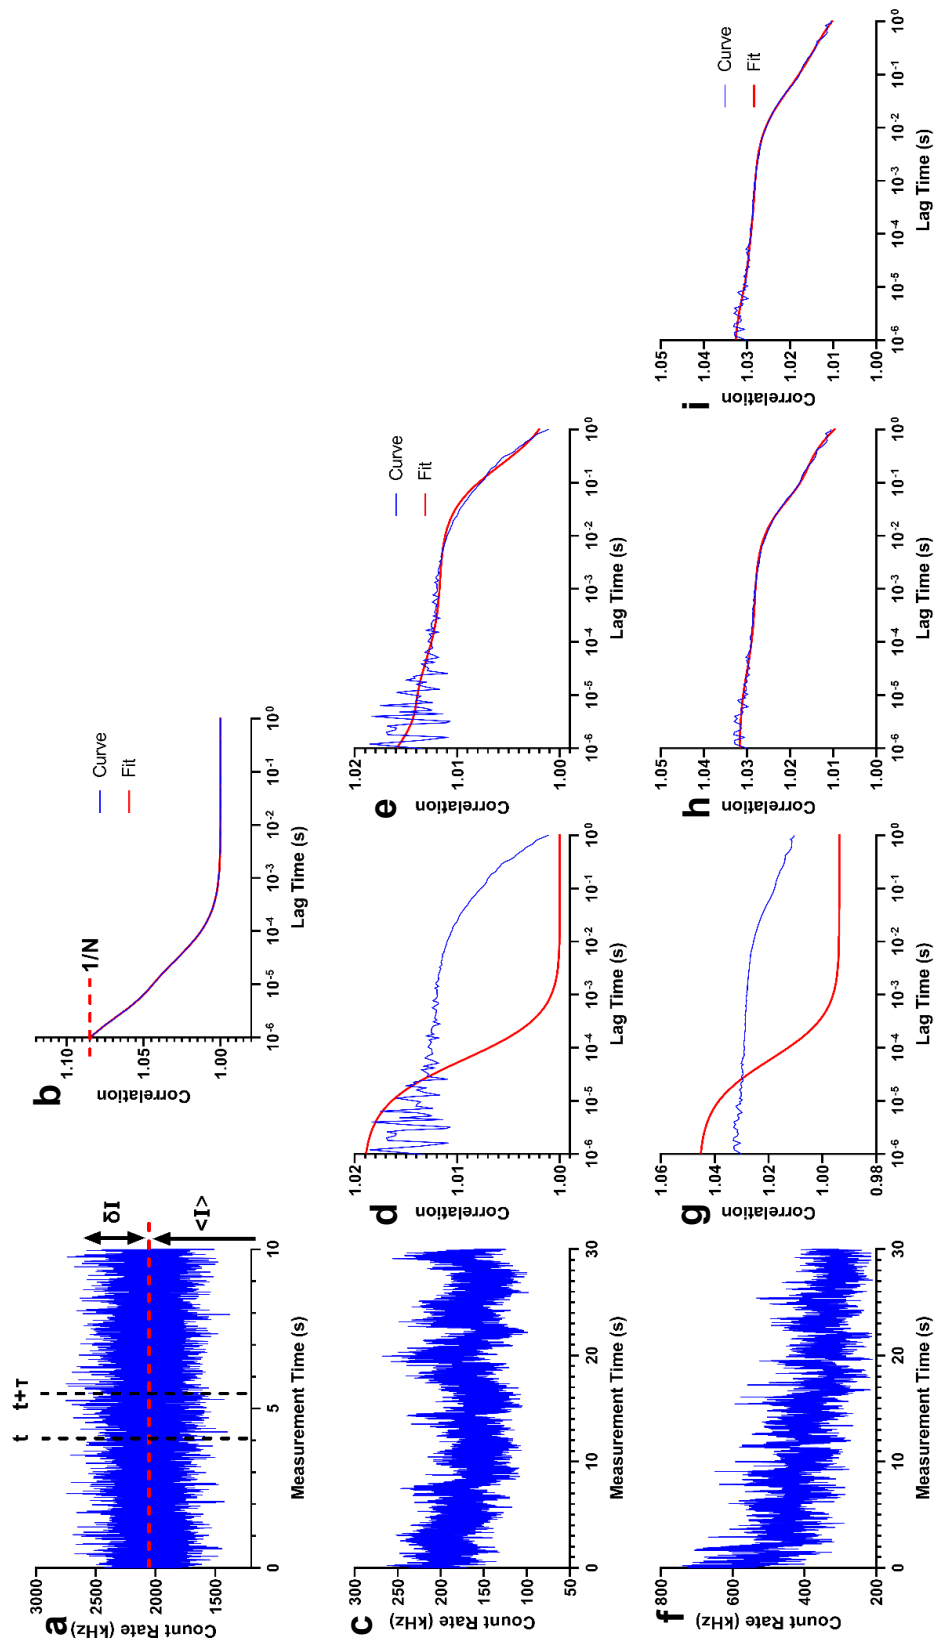 a
Count Rate (kHz)
3000
2500
2000
1500
0
5
10
Measurement Time (s)
t
t+τ
δI
<I>
b
Correlation
1.10
1.05
1.00
1/N
Curve
Fit
10⁻⁶
10⁻⁵
10⁻⁴
10⁻³
10⁻²
10⁻¹
10⁰
Lag Time (s)
c
Count Rate (kHz)
300
250
200
150
100
50
0
10
20
30
Measurement Time (s)
d
Correlation
1.02
1.01
1.00
10⁻⁶
10⁻⁵
10⁻⁴
10⁻³
10⁻²
10⁻¹
10⁰
Lag Time (s)
e
Correlation
1.02
1.01
1.00
Curve
Fit
10⁻⁶
10⁻⁵
10⁻⁴
10⁻³
10⁻²
10⁻¹
10⁰
Lag Time (s)
f
Count Rate (kHz)
800
600
400
200
0
10
20
30
Measurement Time (s)
g
Correlation
1.06
1.04
1.02
1.00
0.98
10⁻⁶
10⁻⁵
10⁻⁴
10⁻³
10⁻²
10⁻¹
10⁰
Lag Time (s)
h
Correlation
1.05
1.04
1.03
1.02
1.01
1.00
10⁻⁶
10⁻⁵
10⁻⁴
10⁻³
10⁻²
10⁻¹
10⁰
Lag Time (s)
i
Correlation
1.05
1.04
1.03
1.02
1.01
1.00
Curve
Fit
10⁻⁶
10⁻⁵
10⁻⁴
10⁻³
10⁻²
10⁻¹
10⁰
Lag Time (s)